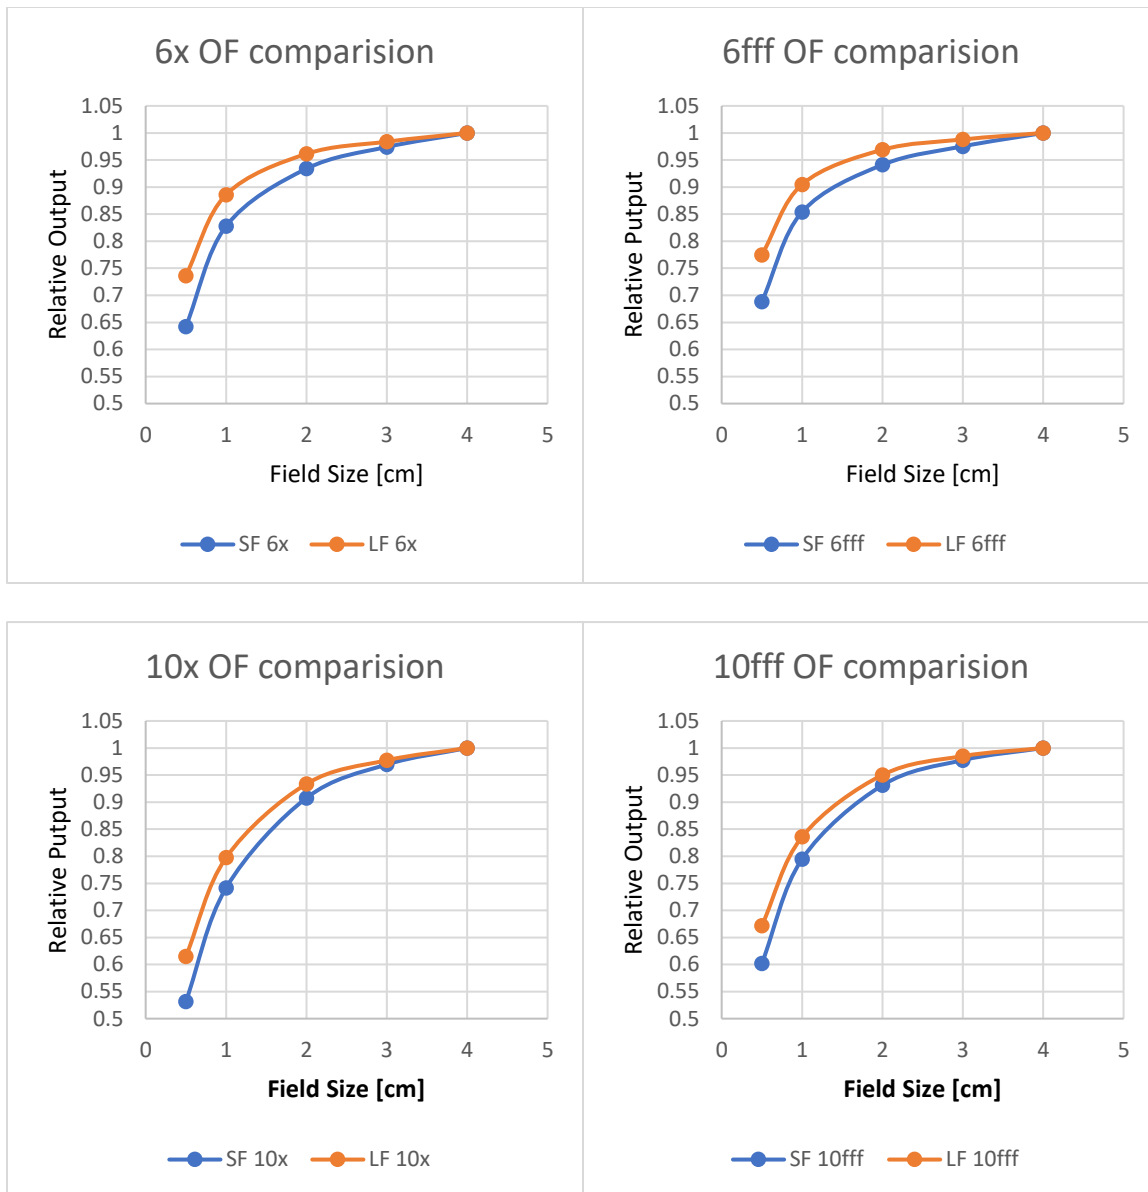 6x OF comparision
1.05
1
0.95
0.9
0.85
0.8
0.75
0.7
0.65
0.6
0.55
0.5
Relative Output
0 1 2 3 4 5
Field Size [cm]
SF 6x LF 6x
6fff OF comparision
1.05
1
0.95
0.9
0.85
0.8
0.75
0.7
0.65
0.6
0.55
0.5
Relative Putput
0 1 2 3 4 5
Field Size [cm]
SF 6fff LF 6fff
10x OF comparision
1.05
1
0.95
0.9
0.85
0.8
0.75
0.7
0.65
0.6
0.55
0.5
Relative Putput
0 1 2 3 4 5
Field Size [cm]
SF 10x LF 10x
10fff OF comparision
1.05
1
0.95
0.9
0.85
0.8
0.75
0.7
0.65
0.6
0.55
0.5
Relative Output
0 1 2 3 4 5
Field Size [cm]
SF 10fff LF 10fff